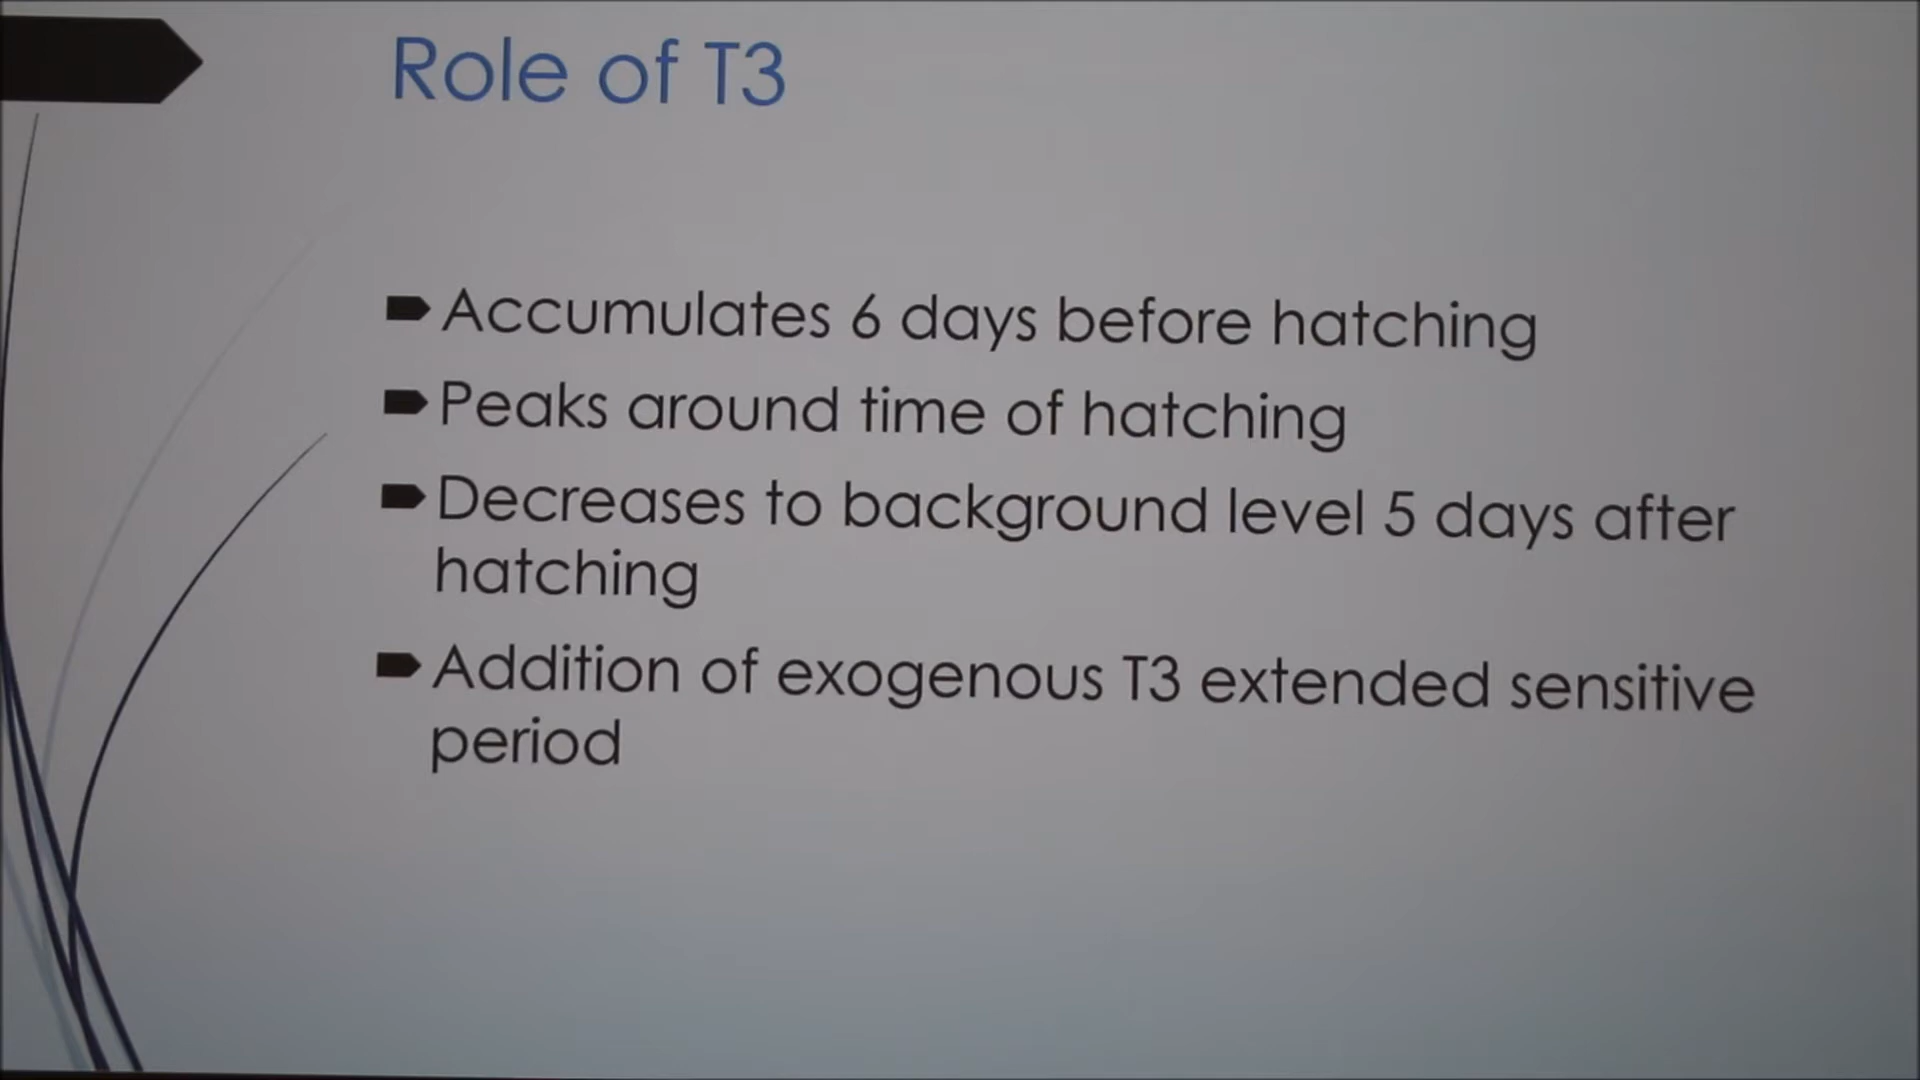 Role of T3
Accumulates 6 days before hatching
Peaks around time of hatching
Decreases to background level 5 days after
hatching
Addition of exogenous T3 extended sensitive
period